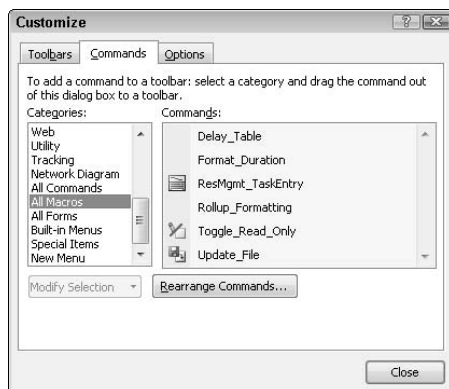 Customize
Toolbars Commands Options
To add a command to a toolbar: select a category and drag the command out
of this dialog box to a toolbar.
Categories:
Web
Utility
Tracking
Network Diagram
All Commands
All Macros
All Forms
Built-in Menus
Special Items
New Menu
Commands:
Delay_Table
Format_Duration
ResMgmt_TaskEntry
Rollup_Formatting
Toggle_Read_Only
Update_File
Modify Selection
Rearrange Commands...
Close